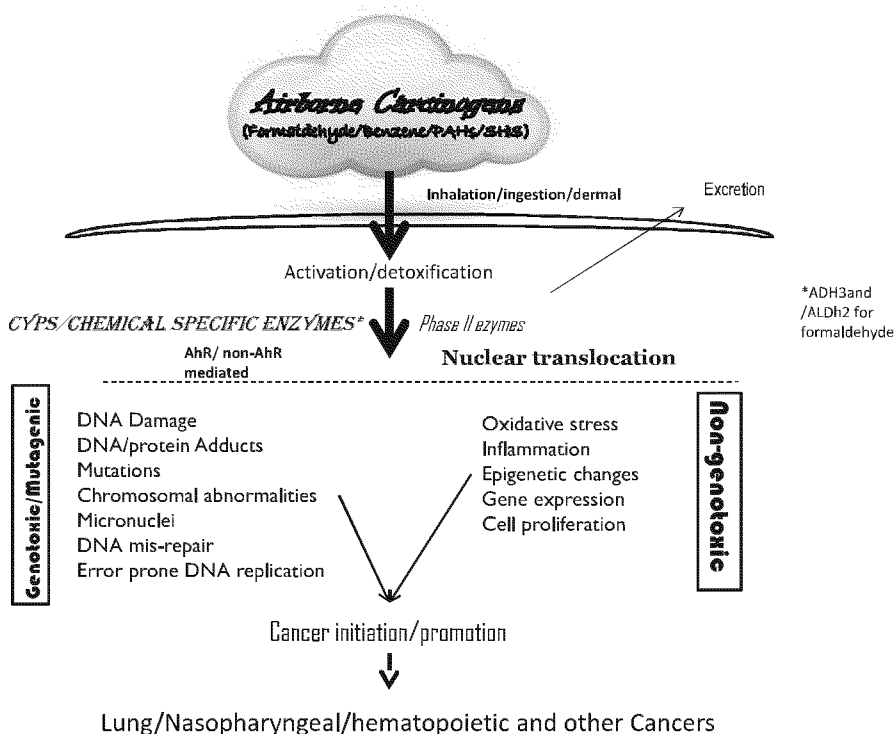 Airborne Carcinogens
(Formaldehyde/Benzene/PAHs/SHS)
Inhalation/ingestion/dermal
Excretion
Activation/detoxification
*ADH3and
/ALDh2 for
formaldehyde
CYPS/CHEMICAL SPECIFIC ENZYMES*
Phase II ezymes
AhR/ non-AhR
mediated
Nuclear translocation
Genotoxic/Mutagenic
DNA Damage
DNA/protein Adducts
Mutations
Chromosomal abnormalities
Micronuclei
DNA mis-repair
Error prone DNA replication
Oxidative stress
Inflammation
Epigenetic changes
Gene expression
Cell proliferation
Non-genotoxic
Cancer initiation/promotion
Lung/Nasopharyngeal/hematopoietic and other Cancers